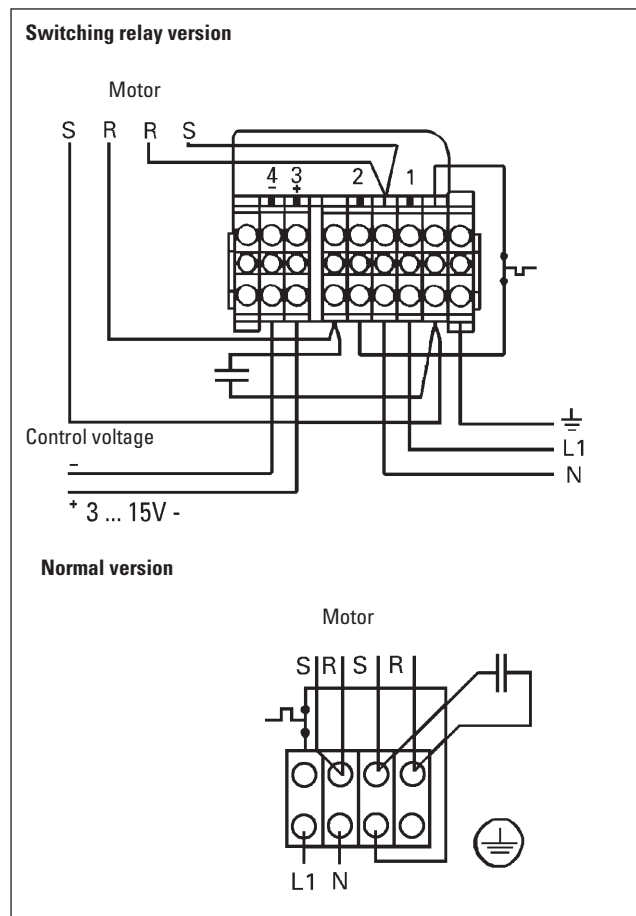 Switching relay version
Motor
S R R S
4 3 2 1
- +
Control voltage
L1
-
N
+ 3 ... 15V -
Normal version
Motor
S R S R
L1 N